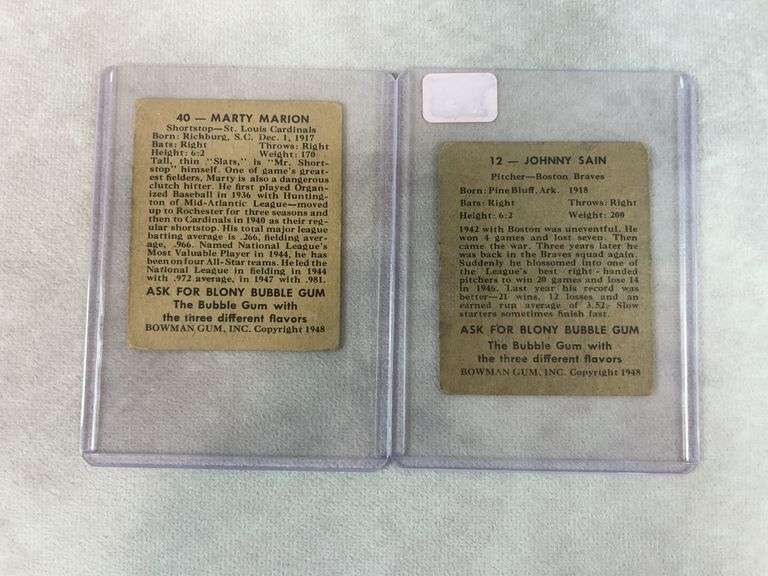 40 — MARTY MARION
Shortstop—St. Louis Cardinals
Born: Richburg, S.C. Dec. 1, 1917
Bats: Right Throws: Right
Height: 6:2 Weight: 170
Tall, thin "Slats," is "Mr. Short-
stop" himself. One of game's great-
est fielders, Marty is also a dangerous
clutch hitter. He first played Organ-
ized Baseball in 1936 with Hunting-
ton of Mid-Atlantic League—moved
up to Rochester for three seasons and
then to Cardinals in 1940 as their reg-
ular shortstop. His total major league
batting average is .266, fielding aver-
age, .966. Named National League's
Most Valuable Player in 1944, he has
been on four All-Star teams. He led the
National League in fielding in 1944
with .972 average, in 1947 with .981.
ASK FOR BLONY BUBBLE GUM
The Bubble Gum with
the three different flavors
BOWMAN GUM, INC. Copyright 1948
12 — JOHNNY SAIN
Pitcher—Boston Braves
Born: Pine Bluff, Ark. 1918
Bats: Right Throws: Right
Height: 6:2 Weight: 200
1942 with Boston was uneventful. He
won 4 games and lost seven. Then
came the war. Three years later he
was back in the Braves squad again.
Suddenly he blossomed into one of
the League's best right-handed
pitchers to win 20 games and lose 14
in 1946. Last year his record was
better—21 wins, 12 losses and an
earned run average of 3.52. Slow
starters sometimes finish fast.
ASK FOR BLONY BUBBLE GUM
The Bubble Gum with
the three different flavors
BOWMAN GUM, INC. Copyright 1948